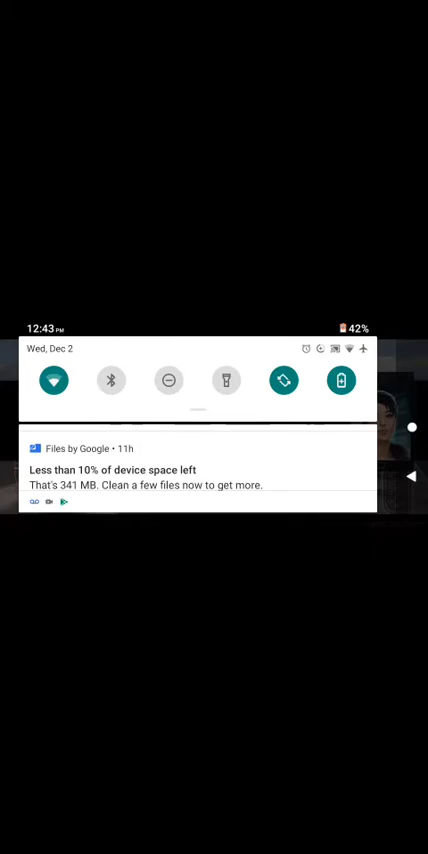 12:43 PM 42%
Wed, Dec 2
Files by Google • 11h
Less than 10% of device space left
That's 341 MB. Clean a few files now to get more.